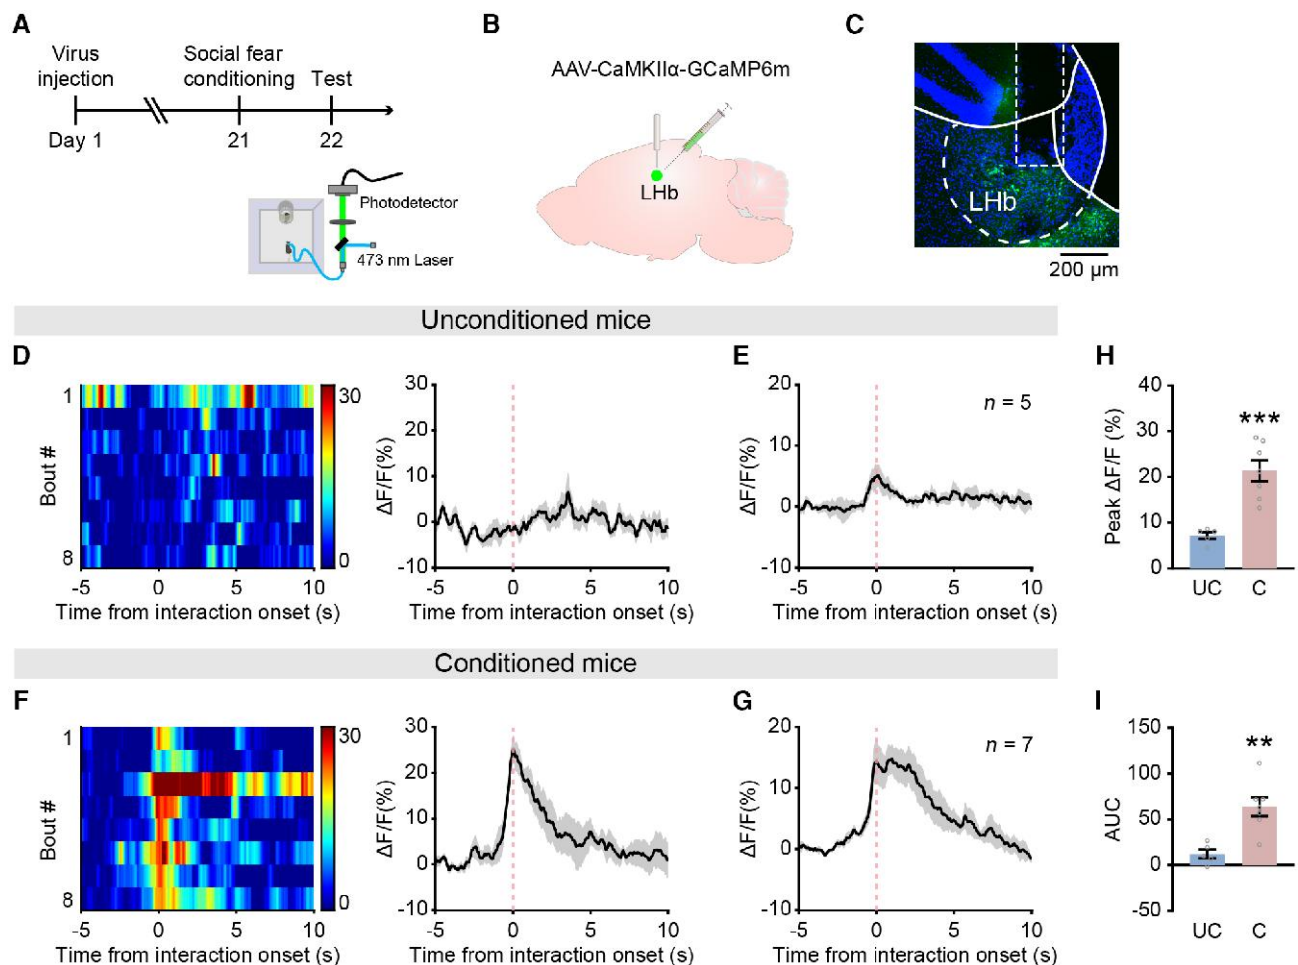 A
Virus
injection
Social fear
conditioning
Test
Day 1
21
22
Photodetector
473 nm Laser
B
AAV-CaMKIIα-GCaMP6m
LHb
C
LHb
200 µm
Unconditioned mice
D
Bout #
1
8
30
0
-5 0 5 10
Time from interaction onset (s)
ΔF/F(%)
30
20
10
0
-10
-5 0 5 10
Time from interaction onset (s)
E
n = 5
ΔF/F(%)
20
10
0
-10
-5 0 5 10
Time from interaction onset (s)
H
Peak ΔF/F (%)
40
30
20
10
0
***
UC C
Conditioned mice
F
Bout #
1
8
30
0
-5 0 5 10
Time from interaction onset (s)
ΔF/F(%)
30
20
10
0
-10
-5 0 5 10
Time from interaction onset (s)
G
n = 7
ΔF/F(%)
20
10
0
-10
-5 0 5 10
Time from interaction onset (s)
I
AUC
150
100
50
0
-50
**
UC C